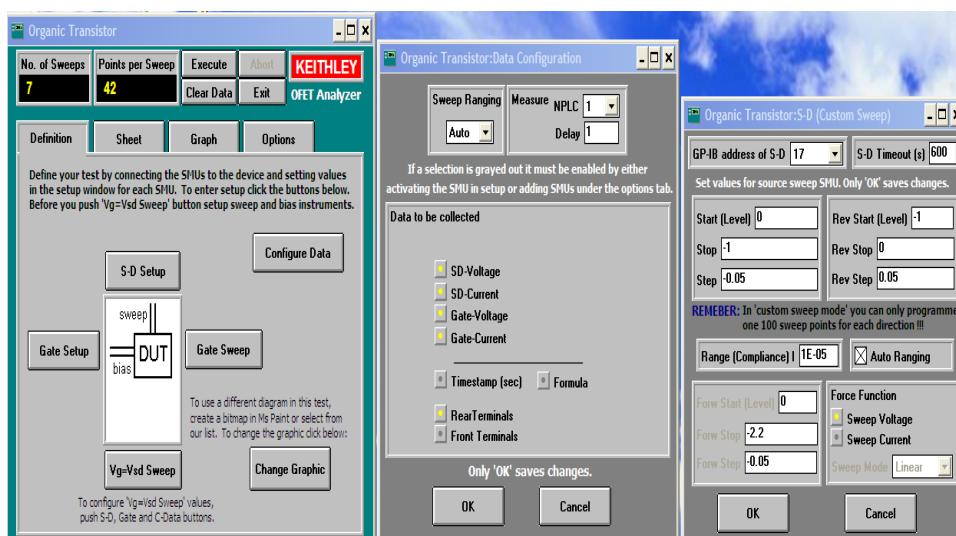 Organic Transistor
No. of Sweeps
7
Points per Sweep
42
Execute
Abort
Clear Data
Exit
KEITHLEY
OFET Analyzer
Definition
Sheet
Graph
Options
Define your test by connecting the SMUs to the device and setting values
in the setup window for each SMU. To enter setup click the buttons below.
Before you push 'Vg=Vsd Sweep' button setup sweep and bias instruments.
Configure Data
S-D Setup
sweep
Gate Setup
DUT
bias
Gate Sweep
To use a different diagram in this test,
create a bitmap in Ms Paint or select from
our list. To change the graphic click below:
Vg=Vsd Sweep
Change Graphic
To configure 'Vg=Vsd Sweep' values,
push S-D, Gate and C-Data buttons.
Organic Transistor:Data Configuration
Sweep Ranging
Auto
Measure
NPLC 1
Delay 1
If a selection is grayed out it must be enabled by either
activating the SMU in setup or adding SMUs under the options tab.
Data to be collected
SD-Voltage
SD-Current
Gate-Voltage
Gate-Current
Timestamp (sec)
Formula
RearTerminals
Front Terminals
Only 'OK' saves changes.
OK
Cancel
Organic Transistor:S-D (Custom Sweep)
GP-IB address of S-D 17
S-D Timeout (s) 600
Set values for source sweep SMU. Only 'OK' saves changes.
Start (Level) 0
Stop -1
Step -0.05
Rev Start (Level) -1
Rev Stop 0
Rev Step 0.05
REMEBER: In 'custom sweep mode' you can only programme
one 100 sweep points for each direction !!!
Range (Compliance) I 1E-05
Auto Ranging
Forw Start (Level) 0
Forw Stop -2.2
Forw Step -0.05
Force Function
Sweep Voltage
Sweep Current
Sweep Mode Linear
OK
Cancel